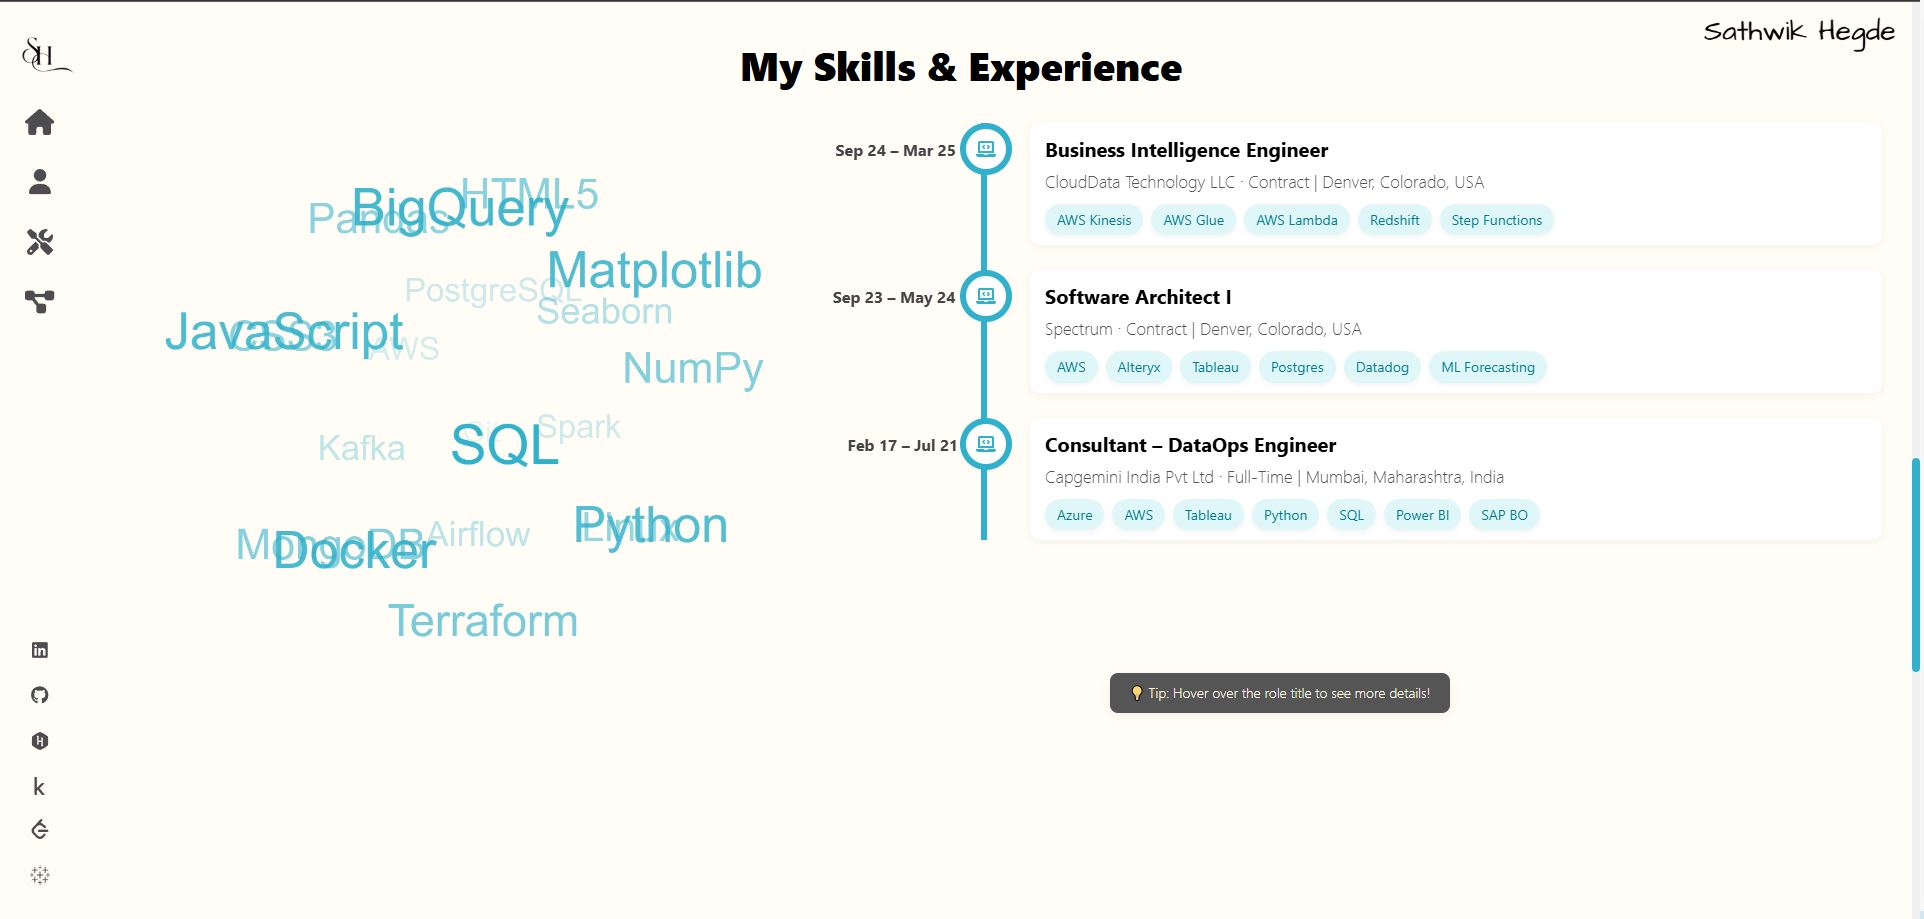 SH
Sathwik Hegde
My Skills & Experience
HTML5
BigQuery
Pandas
Matplotlib
PostgreSQL
Seaborn
JavaScript
CSS3
AWS
NumPy
Spark
SQL
Kafka
Python
Linux
Airflow
MongoDB
Docker
Terraform
Sep 24 – Mar 25
Business Intelligence Engineer
CloudData Technology LLC · Contract | Denver, Colorado, USA
AWS Kinesis AWS Glue AWS Lambda Redshift Step Functions
Sep 23 – May 24
Software Architect I
Spectrum · Contract | Denver, Colorado, USA
AWS Alteryx Tableau Postgres Datadog ML Forecasting
Feb 17 – Jul 21
Consultant – DataOps Engineer
Capgemini India Pvt Ltd · Full-Time | Mumbai, Maharashtra, India
Azure AWS Tableau Python SQL Power BI SAP BO
Tip: Hover over the role title to see more details!